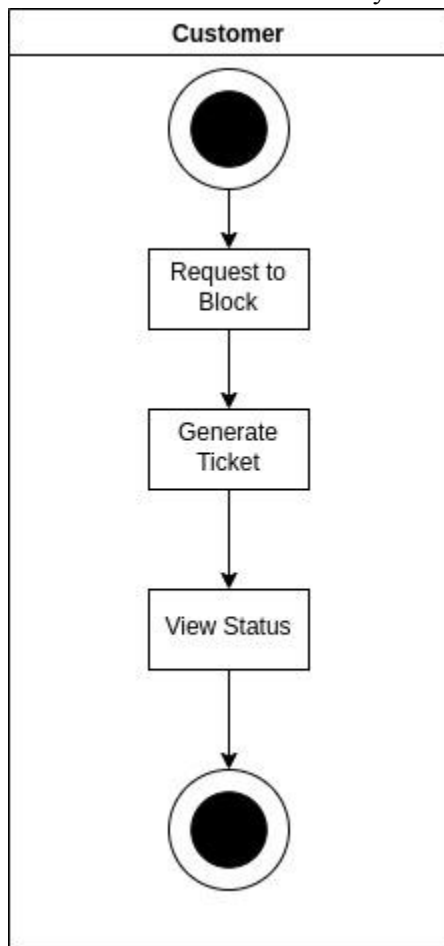 Customer
Request to
Block
Generate
Ticket
View Status